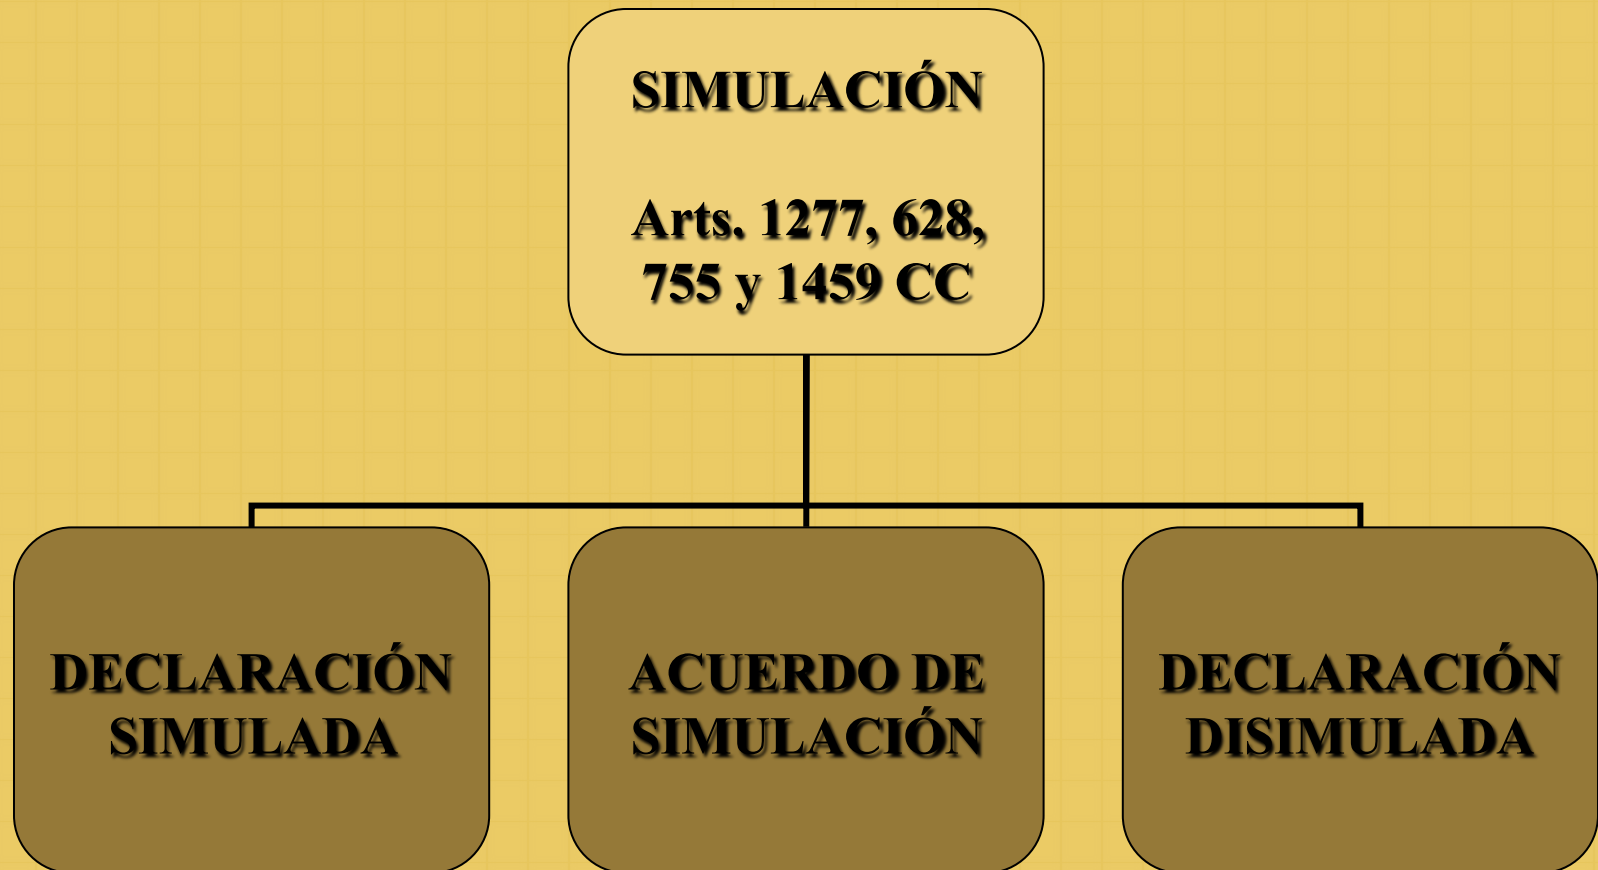 SIMULACIÓN
Arts. 1277, 628,
755 y 1459 CC
DECLARACIÓN
SIMULADA
ACUERDO DE
SIMULACIÓN
DECLARACIÓN
DISIMULADA